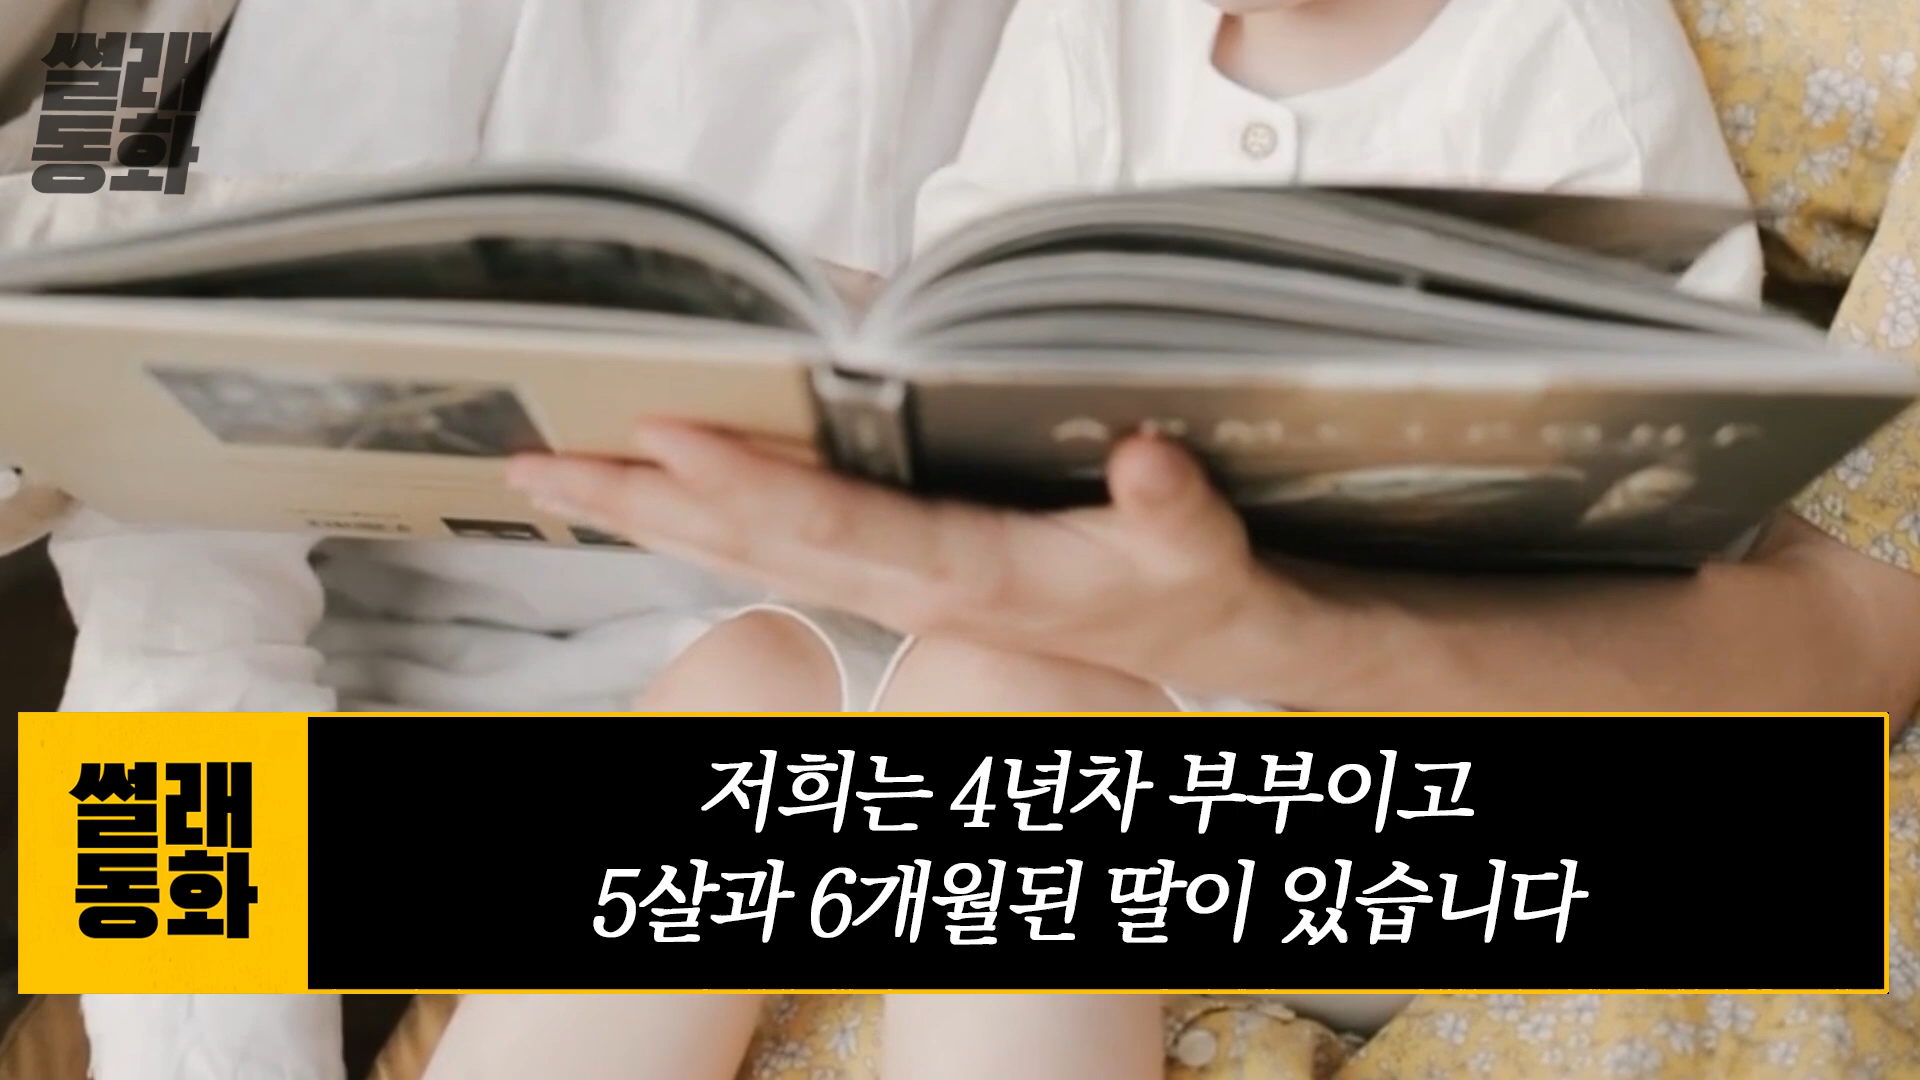 썰래
동화
썰래
동화
저희는 4년차 부부이고
5살과 6개월된 딸이 있습니다